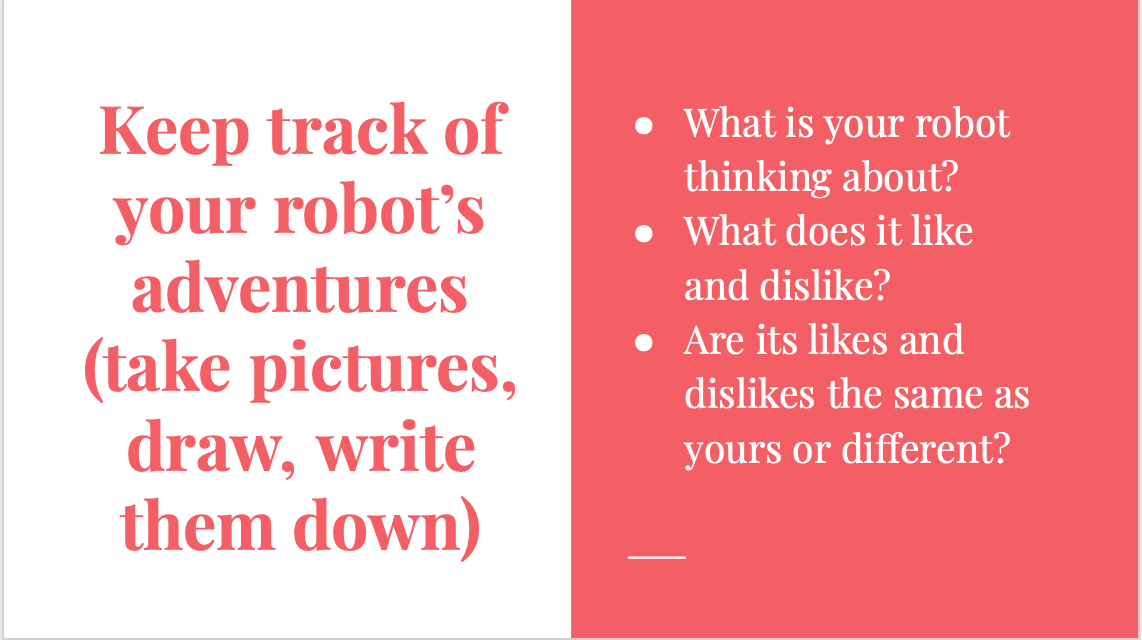 Keep track of
your robot’s
adventures
(take pictures,
draw, write
them down)
● What is your robot
thinking about?
● What does it like
and dislike?
● Are its likes and
dislikes the same as
yours or different?